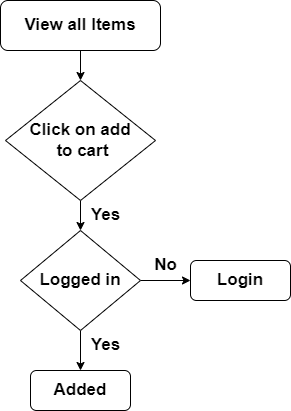 View all Items
Click on add
to cart
Yes
No
Logged in
Login
Yes
Added